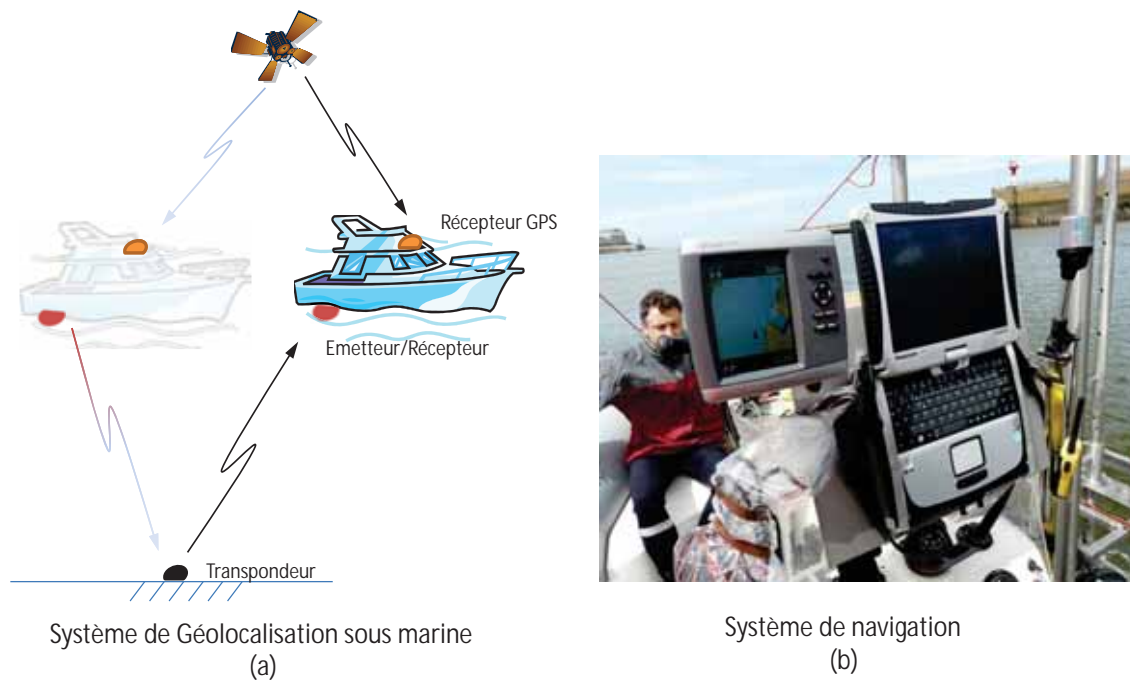 Récepteur GPS
Emetteur/Récepteur
Transpondeur
Système de Géolocalisation sous marine
(a)
Système de navigation
(b)